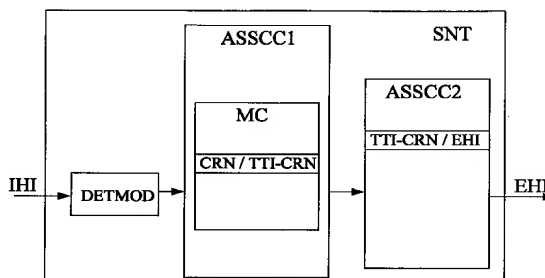 SNT
ASSCC1
ASSCC2
MC
TTI-CRN / EHI
CRN / TTI-CRN
IHI
DETMOD
EHI